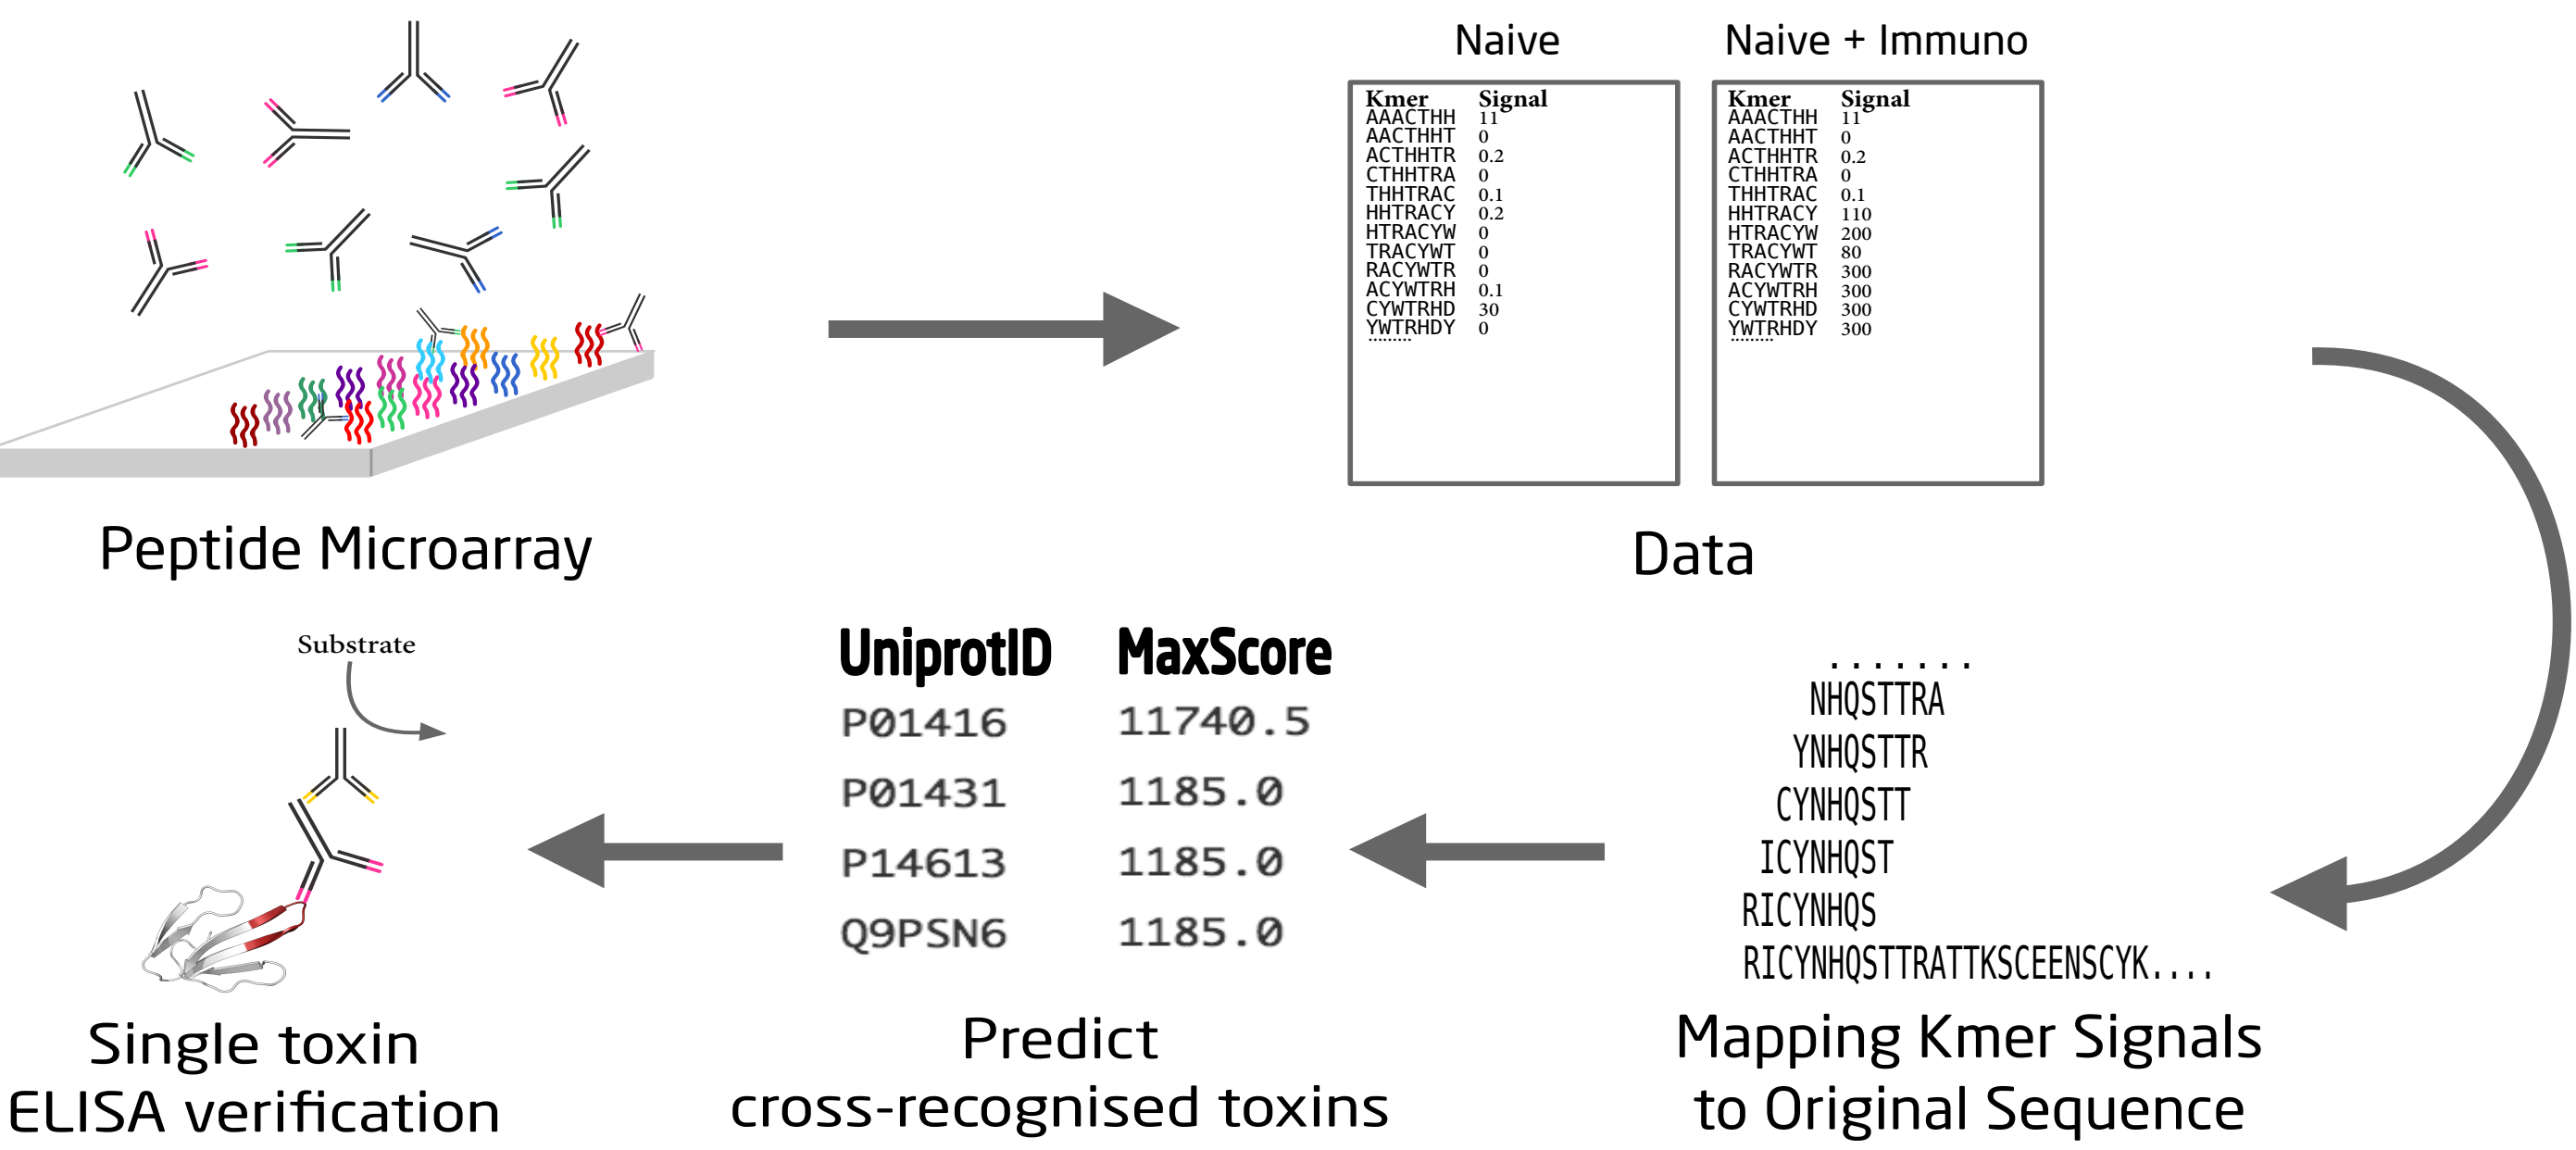 Naive
Naive + Immuno
Kmer Signal
AAACTHH 11
AACTHHT 0
ACTHHTR 0.2
CTHHTRA 0
THHTRAC 0.1
HHTRACY 0.2
HTRACYW 0
TRACYWT 0
RACYWTR 0
ACYWTRH 0.1
CYWTRHD 30
YWTRHDY 0
.........
Kmer Signal
AAACTHH 11
AACTHHT 0
ACTHHTR 0.2
CTHHTRA 0
THHTRAC 0.1
HHTRACY 110
HTRACYW 200
TRACYWT 80
RACYWTR 300
ACYWTRH 300
CYWTRHD 300
YWTRHDY 300
.........
Peptide Microarray
Data
.......
NHQSTTRA
YNHQSTTR
CYNHQSTT
ICYNHQST
RICYNHQS
RICYNHQSTTRATTKSCEENSCYK....
Mapping Kmer Signals
to Original Sequence
UniprotID MaxScore
P01416 11740.5
P01431 1185.0
P14613 1185.0
Q9PSN6 1185.0
Predict
cross-recognised toxins
Substrate
Single toxin
ELISA verification